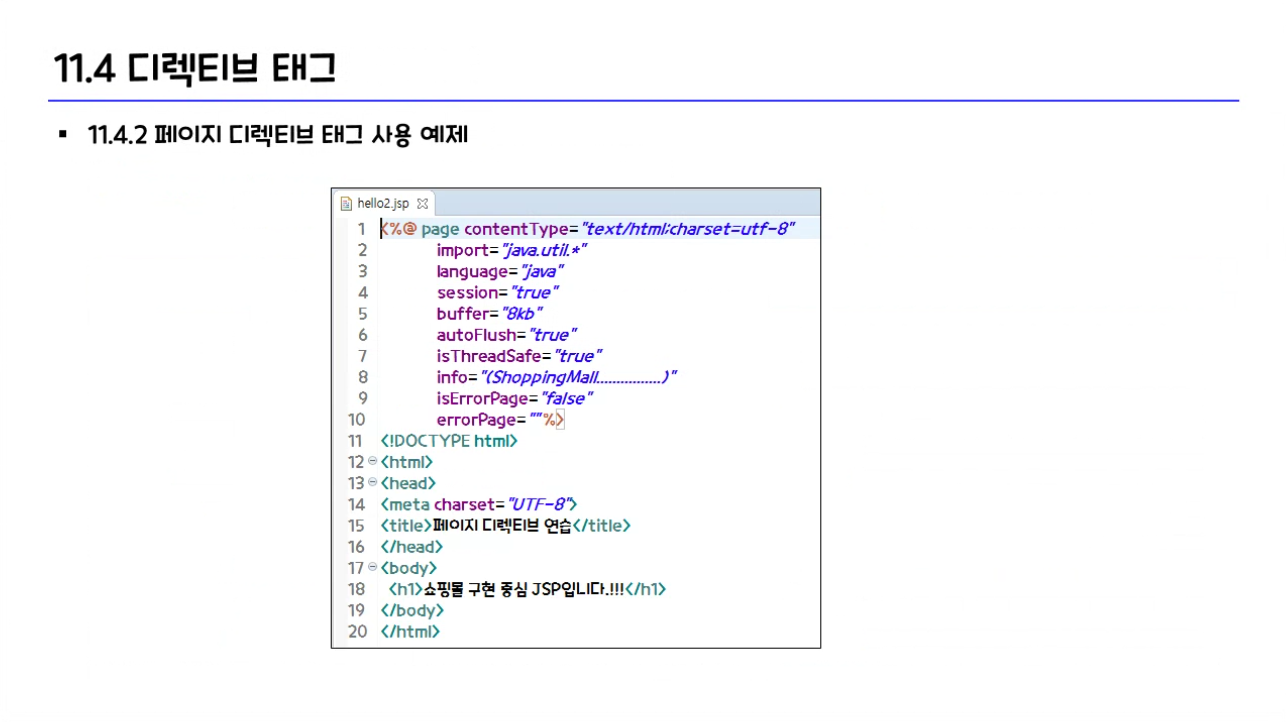 11.4 디렉티브 태그
▪ 11.4.2 페이지 디렉티브 태그 사용 예제
hello2.jsp
1 <%@ page contentType="text/html;charset=utf-8"
2 import="java.util.*"
3 language="java"
4 session="true"
5 buffer="8kb"
6 autoFlush="true"
7 isThreadSafe="true"
8 info="(ShoppingMall................)"
9 isErrorPage="false"
10 errorPage=""%>
11 <!DOCTYPE html>
12 <html>
13 <head>
14 <meta charset="UTF-8">
15 <title>페이지 디렉티브 연습</title>
16 </head>
17 <body>
18 <h1>쇼핑몰 구현 중심 JSP입니다.!!!</h1>
19 </body>
20 </html>